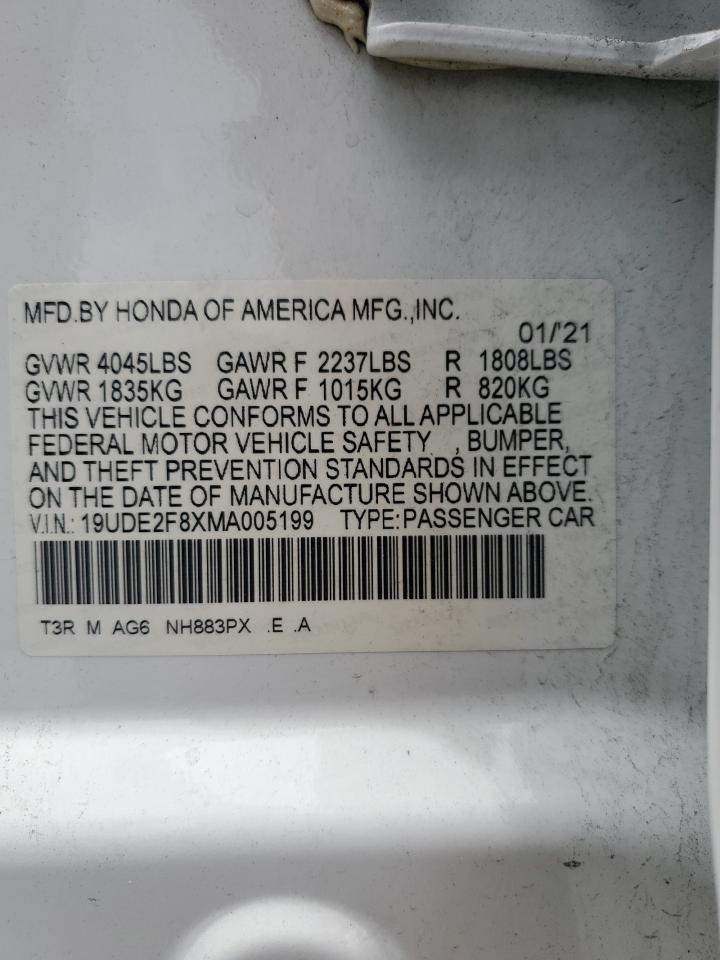 MFD.BY HONDA OF AMERICA MFG.,INC.
01/'21
GVWR 4045LBS GAWR F 2237LBS R 1808LBS
GVWR 1835KG GAWR F 1015KG R 820KG
THIS VEHICLE CONFORMS TO ALL APPLICABLE
FEDERAL MOTOR VEHICLE SAFETY , BUMPER,
AND THEFT PREVENTION STANDARDS IN EFFECT
ON THE DATE OF MANUFACTURE SHOWN ABOVE.
V.I.N.: 19UDE2F8XMA005199 TYPE:PASSENGER CAR
T3R M AG6 NH883PX .E .A